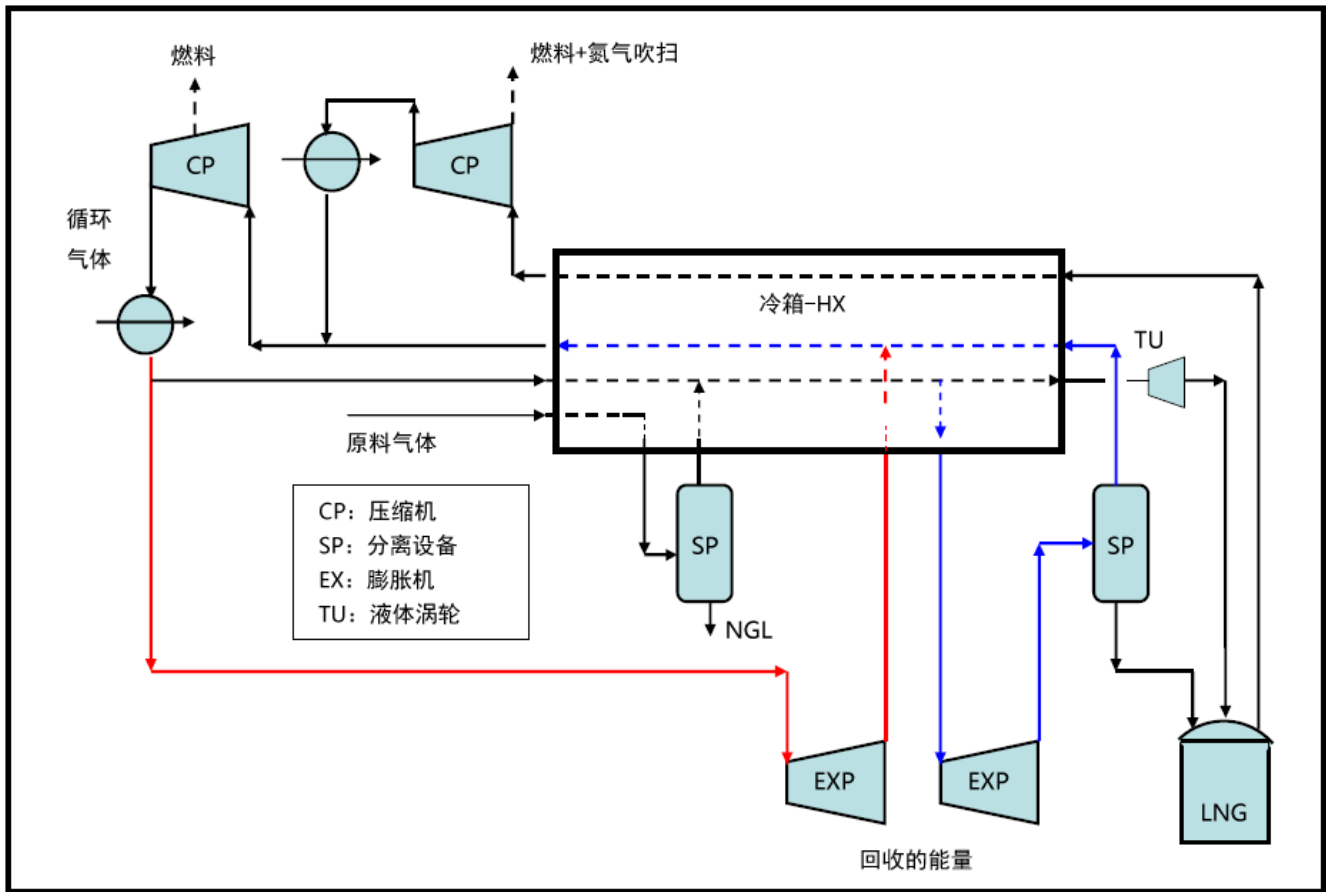 燃料
燃料+氮气吹扫
CP
CP
循环
气体
冷箱-HX
TU
原料气体
CP：压缩机
SP：分离设备
EX：膨胀机
TU：液体涡轮
SP
SP
NGL
EXP
EXP
LNG
回收的能量